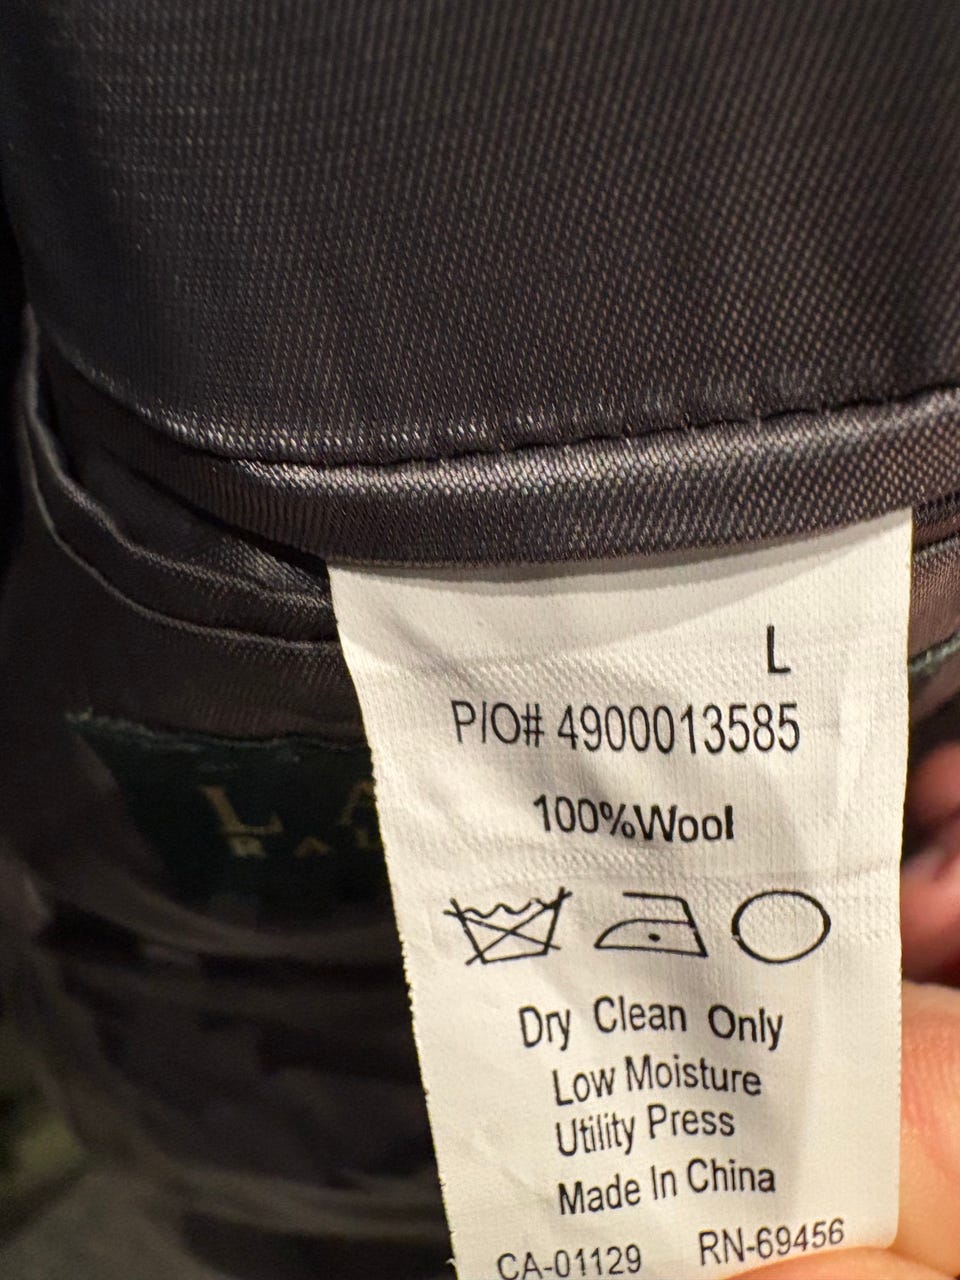 L
P/O# 4900013585
100%Wool
Dry Clean Only
Low Moisture
Utility Press
Made In China
CA-01129 RN-69456